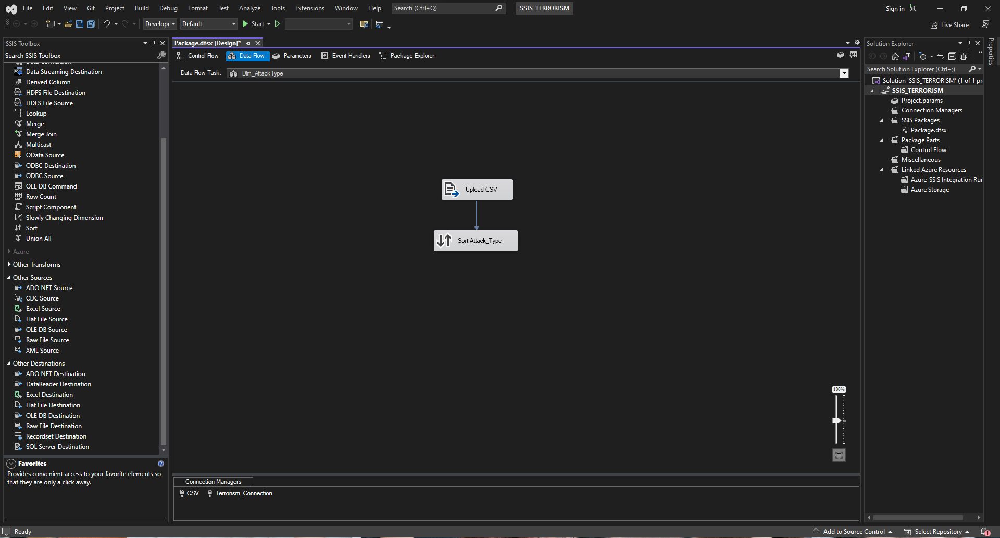 File Edit View Git Project Build Debug Format Test Analyze Tools Extensions Window Help Search (Ctrl+Q) SSIS_TERRORISM Sign in
Develop Default Start Live Share
SSIS Toolbox
Search SSIS Toolbox
Data Streaming Destination
Derived Column
HDFS File Destination
HDFS File Source
Lookup
Merge
Merge Join
Multicast
OData Source
ODBC Destination
ODBC Source
OLE DB Command
Row Count
Script Component
Slowly Changing Dimension
Sort
Union All
Azure
Other Transforms
Other Sources
ADO NET Source
CDC Source
Excel Source
Flat File Source
OLE DB Source
Raw File Source
XML Source
Other Destinations
ADO NET Destination
DataReader Destination
Excel Destination
Flat File Destination
OLE DB Destination
Raw File Destination
Recordset Destination
SQL Server Destination
Favorites
Provides convenient access to your favorite elements so
that they are only a click away.
Package.dtsx [Design]*
Control Flow Data Flow Parameters Event Handlers Package Explorer
Data Flow Task: Dim_AttackType
Upload CSV
Sort Attack_Type
100%
Connection Managers
CSV Terrorism_Connection
Solution Explorer
Search Solution Explorer (Ctrl+;)
Solution 'SSIS_TERRORISM' (1 of 1 pr
SSIS_TERRORISM
Project.params
Connection Managers
SSIS Packages
Package.dtsx
Package Parts
Control Flow
Miscellaneous
Linked Azure Resources
Azure-SSIS Integration Run
Azure Storage
Properties
Ready Add to Source Control Select Repository 1